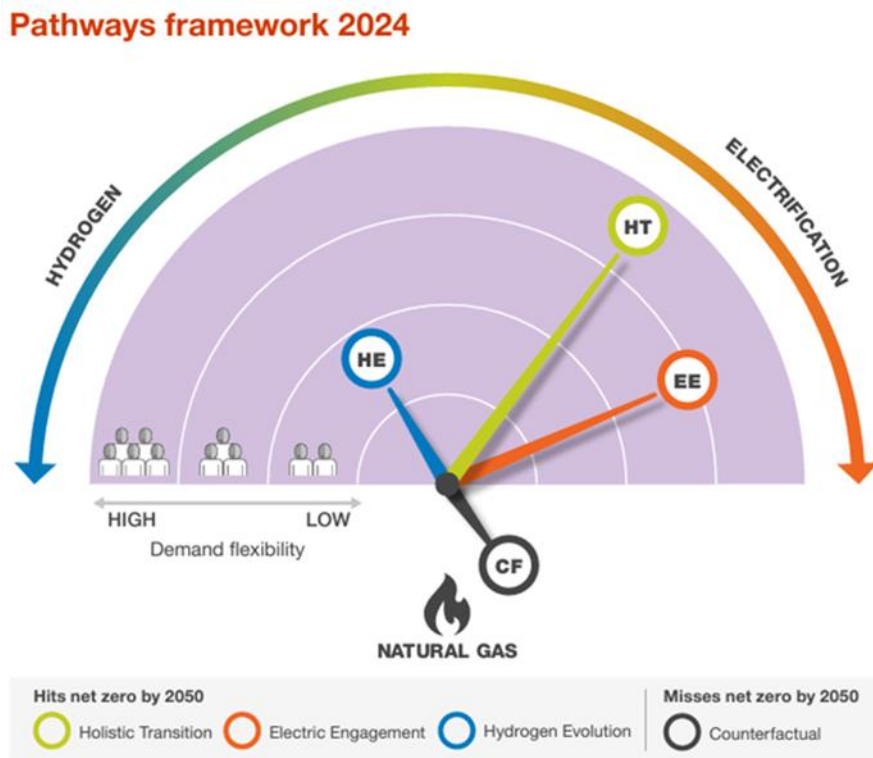 Pathways framework 2024
HYDROGEN
ELECTRIFICATION
HT
HE
EE
HIGH
LOW
Demand flexibility
CF
NATURAL GAS
Hits net zero by 2050
Misses net zero by 2050
Holistic Transition
Electric Engagement
Hydrogen Evolution
Counterfactual